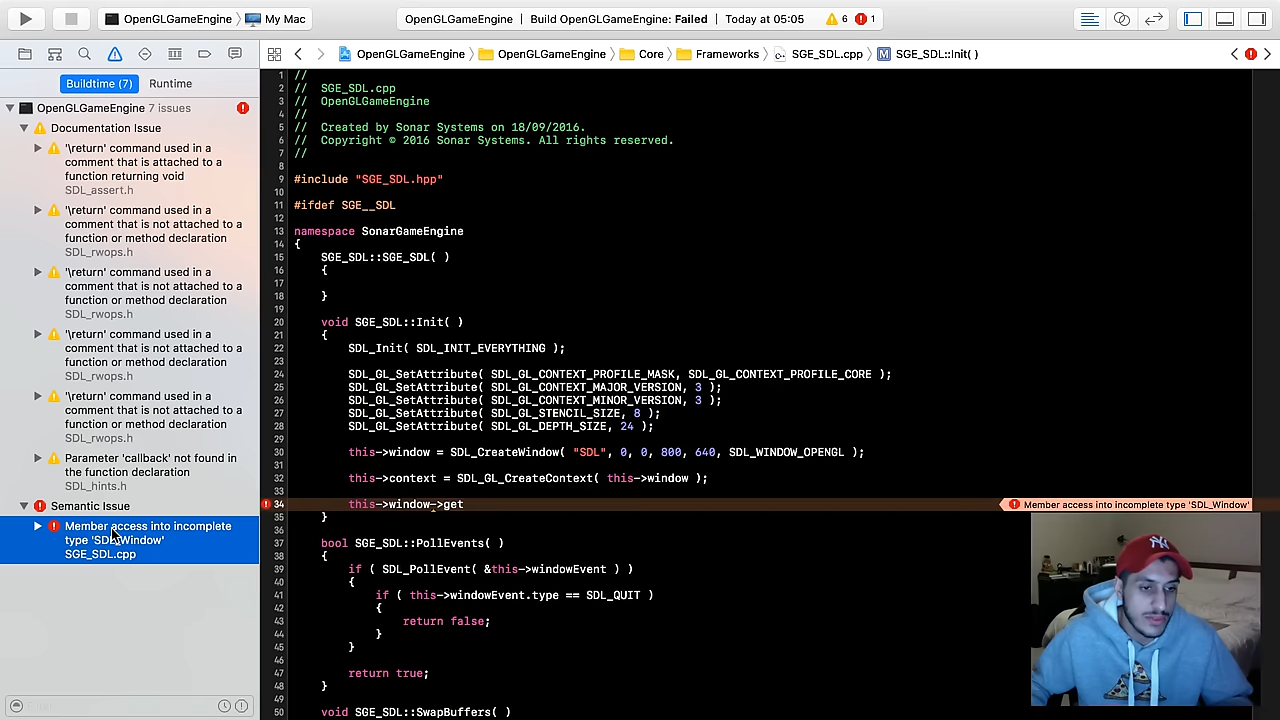 OpenGLGameEngine 〉 My Mac
OpenGLGameEngine | Build OpenGLGameEngine: Failed | Today at 05:05 6 1
OpenGLGameEngine 〉 OpenGLGameEngine 〉 Core 〉 Frameworks 〉 SGE_SDL.cpp 〉 M SGE_SDL::Init( )
Buildtime (7) Runtime
OpenGLGameEngine 7 issues
Documentation Issue
'\return' command used in a
comment that is attached to a
function returning void
SDL_assert.h
'\return' command used in a
comment that is not attached to a
function or method declaration
SDL_rwops.h
'\return' command used in a
comment that is not attached to a
function or method declaration
SDL_rwops.h
'\return' command used in a
comment that is not attached to a
function or method declaration
SDL_rwops.h
'\return' command used in a
comment that is not attached to a
function or method declaration
SDL_rwops.h
Parameter 'callback' not found in
the function declaration
SDL_hints.h
Semantic Issue
Member access into incomplete
type 'SDL_Window'
SGE_SDL.cpp
1 //
2 // SGE_SDL.cpp
3 // OpenGLGameEngine
4 //
5 // Created by Sonar Systems on 18/09/2016.
6 // Copyright © 2016 Sonar Systems. All rights reserved.
7 //
8
9 #include "SGE_SDL.hpp"
10
11 #ifdef SGE__SDL
12
13 namespace SonarGameEngine
14 {
15 SGE_SDL::SGE_SDL( )
16 {
17
18 }
19
20 void SGE_SDL::Init( )
21 {
22 SDL_Init( SDL_INIT_EVERYTHING );
23
24 SDL_GL_SetAttribute( SDL_GL_CONTEXT_PROFILE_MASK, SDL_GL_CONTEXT_PROFILE_CORE );
25 SDL_GL_SetAttribute( SDL_GL_CONTEXT_MAJOR_VERSION, 3 );
26 SDL_GL_SetAttribute( SDL_GL_CONTEXT_MINOR_VERSION, 3 );
27 SDL_GL_SetAttribute( SDL_GL_STENCIL_SIZE, 8 );
28 SDL_GL_SetAttribute( SDL_GL_DEPTH_SIZE, 24 );
29
30 this->window = SDL_CreateWindow( "SDL", 0, 0, 800, 640, SDL_WINDOW_OPENGL );
31
32 this->context = SDL_GL_CreateContext( this->window );
33
34 this->window->get Member access into incomplete type 'SDL_Window'
35 }
36
37 bool SGE_SDL::PollEvents( )
38 {
39 if ( SDL_PollEvent( &this->windowEvent ) )
40 {
41 if ( this->windowEvent.type == SDL_QUIT )
42 {
43 return false;
44 }
45 }
46
47 return true;
48 }
49
50 void SGE_SDL::SwapBuffers( )